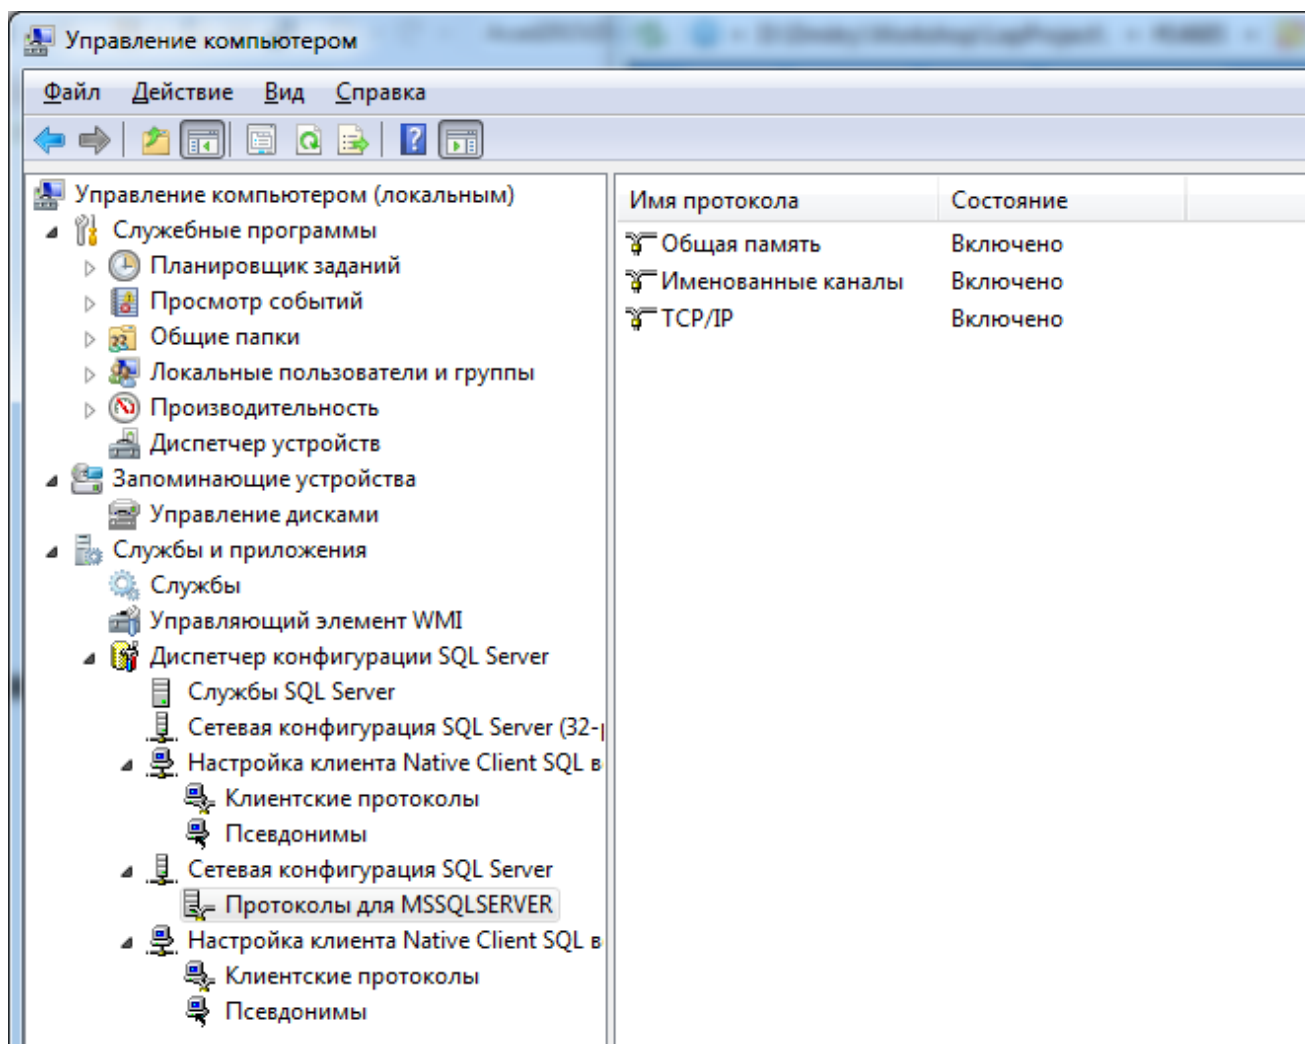 Управление компьютером
Файл Действие Вид Справка
Управление компьютером (локальным)
Служебные программы
Планировщик заданий
Просмотр событий
Общие папки
Локальные пользователи и группы
Производительность
Диспетчер устройств
Запоминающие устройства
Управление дисками
Службы и приложения
Службы
Управляющий элемент WMI
Диспетчер конфигурации SQL Server
Службы SQL Server
Сетевая конфигурация SQL Server (32-
Настройка клиента Native Client SQL в
Клиентские протоколы
Псевдонимы
Сетевая конфигурация SQL Server
Протоколы для MSSQLSERVER
Настройка клиента Native Client SQL в
Клиентские протоколы
Псевдонимы
Имя протокола Состояние
Общая память Включено
Именованные каналы Включено
TCP/IP Включено